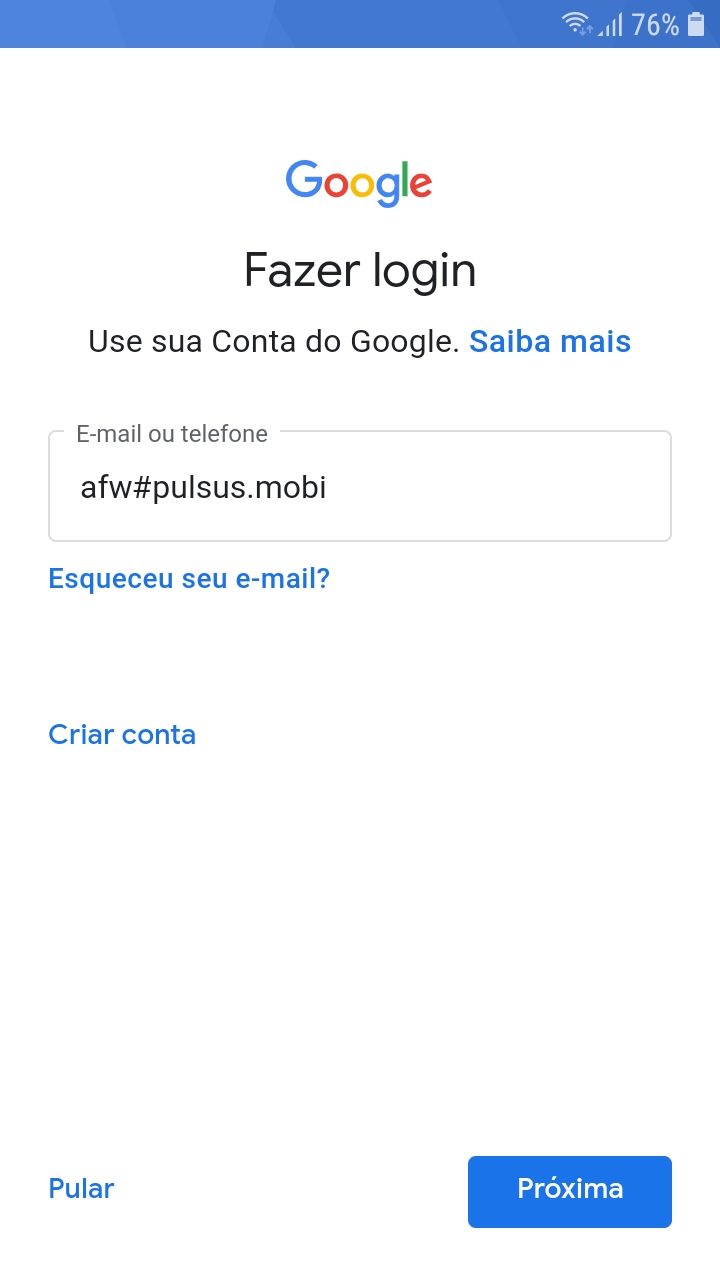 76%
Google
Fazer login
Use sua Conta do Google. Saiba mais
E-mail ou telefone
afw#pulsus.mobi
Esqueceu seu e-mail?
Criar conta
Pular
Próxima